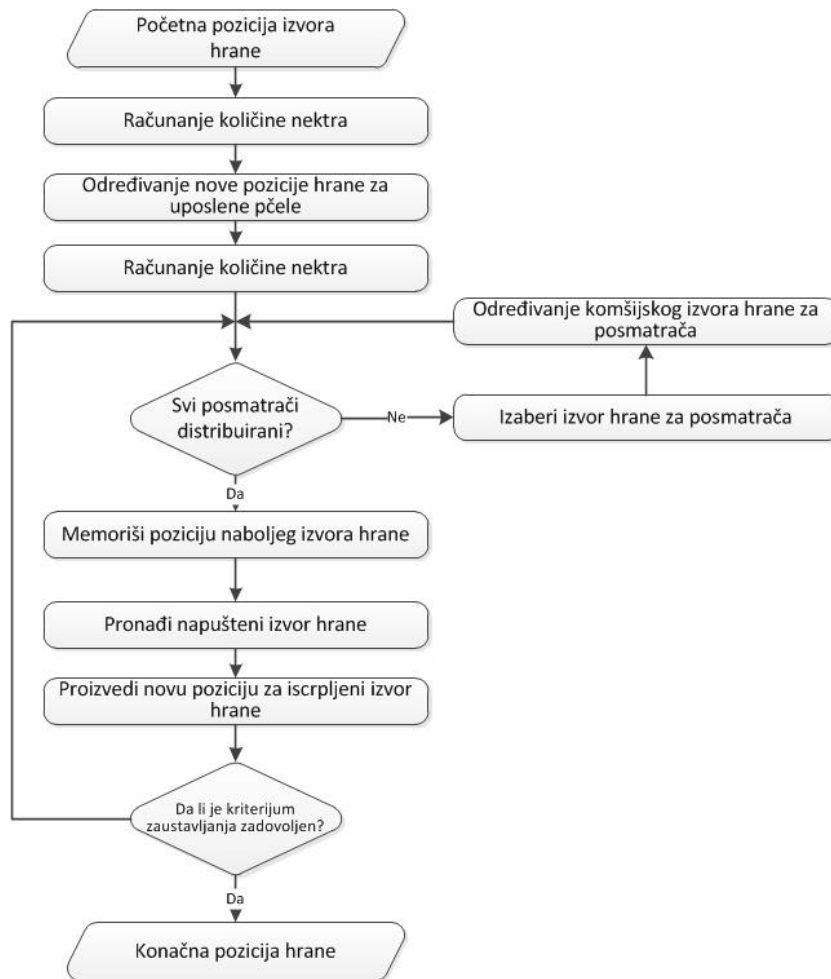 Početna pozicija izvora
hrane
Računanje količine nektra
Određivanje nove pozicije hrane za
uposlene pčele
Računanje količine nektra
Određivanje komšijskog izvora hrane za
posmatrača
Svi posmatrači
distribuirani?
Ne
Izaberi izvor hrane za posmatrača
Da
Memoriši poziciju naboljeg izvora hrane
Pronađi napušteni izvor hrane
Proizvedi novu poziciju za iscrpljeni izvor
hrane
Da li je kriterijum
zaustavljanja zadovoljen?
Da
Konačna pozicija hrane